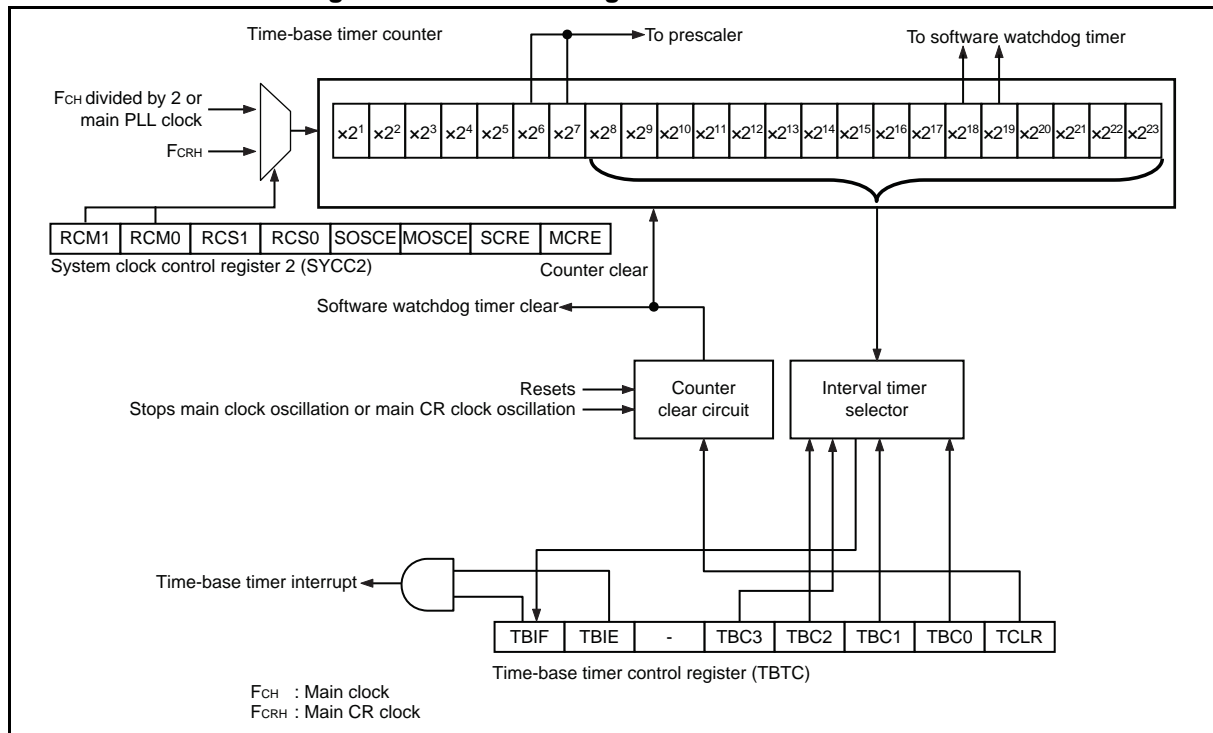 Time-base timer counter
To prescaler
To software watchdog timer
FCH divided by 2 or
main PLL clock
FCRH
×2¹ ×2² ×2³ ×2⁴ ×2⁵ ×2⁶ ×2⁷ ×2⁸ ×2⁹ ×2¹⁰ ×2¹¹ ×2¹² ×2¹³ ×2¹⁴ ×2¹⁵ ×2¹⁶ ×2¹⁷ ×2¹⁸ ×2¹⁹ ×2²⁰ ×2²¹ ×2²² ×2²³
RCM1 RCM0 RCS1 RCS0 SOSCE MOSCE SCRE MCRE
System clock control register 2 (SYCC2)
Counter clear
Software watchdog timer clear
Resets
Stops main clock oscillation or main CR clock oscillation
Counter
clear circuit
Interval timer
selector
Time-base timer interrupt
TBIF TBIE - TBC3 TBC2 TBC1 TBC0 TCLR
Time-base timer control register (TBTC)
FCH : Main clock
FCRH : Main CR clock